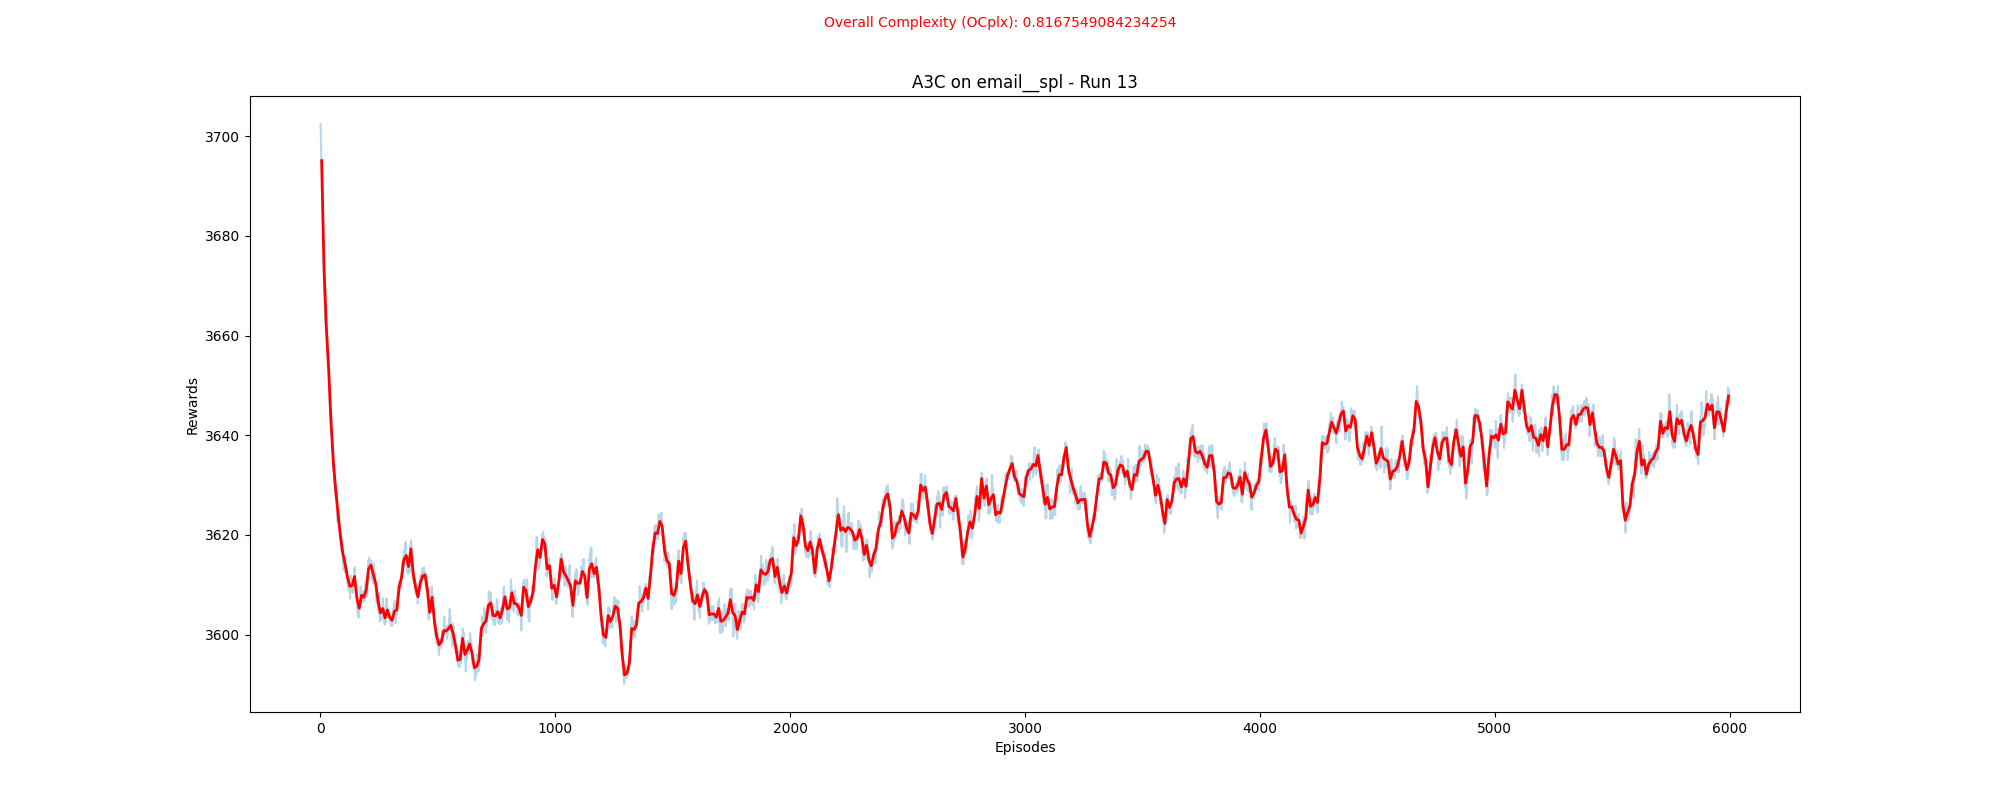 Overall Complexity (OCplx): 0.8167549084234254
A3C on email__spl - Run 13
Rewards
3700
3680
3660
3640
3620
3600
0 1000 2000 3000 4000 5000 6000
Episodes